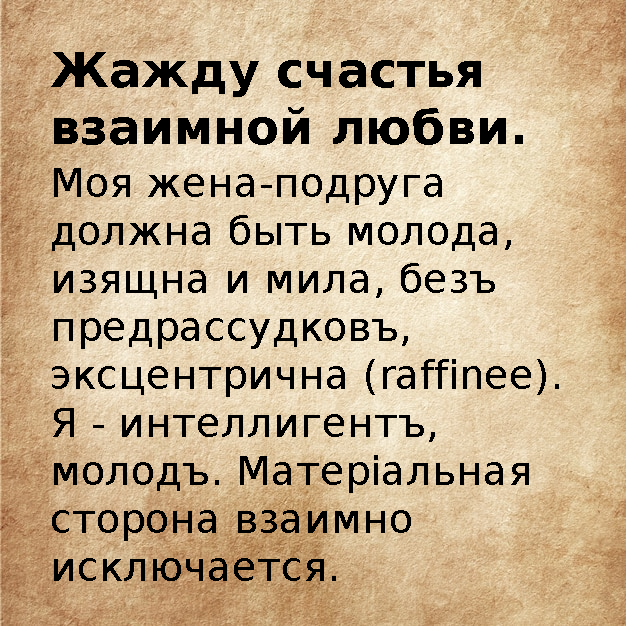 Жажду счастья
взаимной любви.
Моя жена-подруга
должна быть молода,
изящна и мила, безъ
предрассудковъ,
эксцентрична (raffinee).
Я - интеллигентъ,
молодъ. Матеріальная
сторона взаимно
исключается.